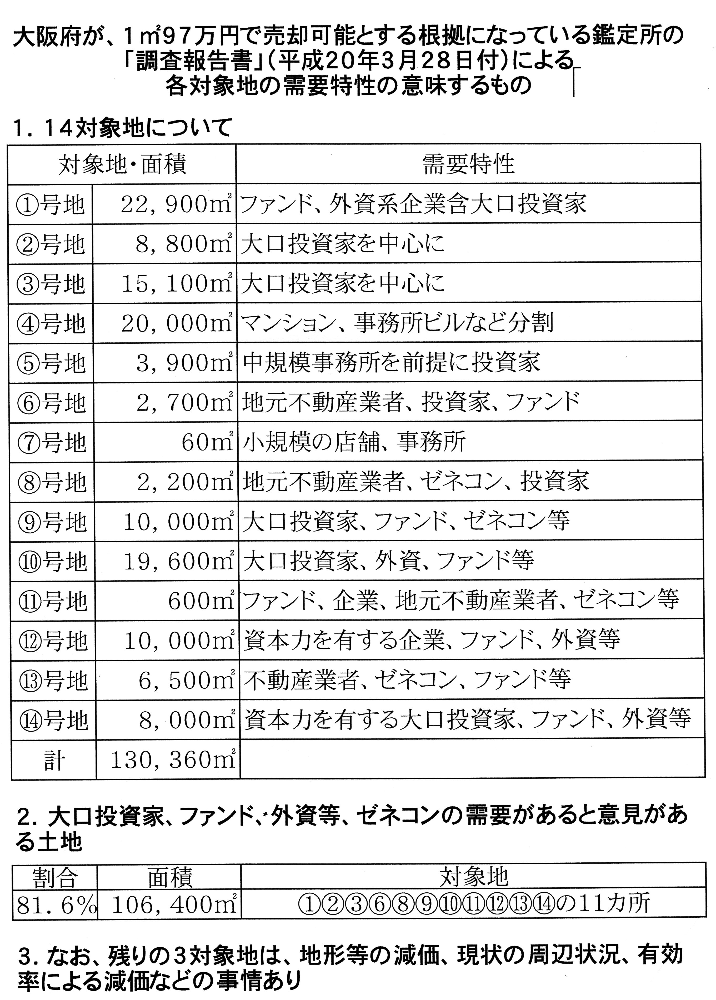 大阪府が、１㎡９７万円で売却可能とする根拠になっている鑑定所の
「調査報告書」（平成２０年３月２８日付）による
各対象地の需要特性の意味するもの
１．１４対象地について
対象地・面積 需要特性
①号地 22，900㎡ ファンド、外資系企業含大口投資家
②号地 8，800㎡ 大口投資家を中心に
③号地 15，100㎡ 大口投資家を中心に
④号地 20，000㎡ マンション、事務所ビルなど分割
⑤号地 3，900㎡ 中規模事務所を前提に投資家
⑥号地 2，700㎡ 地元不動産業者、投資家、ファンド
⑦号地 60㎡ 小規模の店舗、事務所
⑧号地 2，200㎡ 地元不動産業者、ゼネコン、投資家
⑨号地 10，000㎡ 大口投資家、ファンド、ゼネコン等
⑩号地 19，600㎡ 大口投資家、外資、ファンド等
⑪号地 600㎡ ファンド、企業、地元不動産業者、ゼネコン等
⑫号地 10，000㎡ 資本力を有する企業、ファンド、外資等
⑬号地 6，500㎡ 不動産業者、ゼネコン、ファンド等
⑭号地 8，000㎡ 資本力を有する大口投資家、ファンド、外資等
計 130，360㎡
２．大口投資家、ファンド、外資等、ゼネコンの需要があると意見があ
る土地
割合 面積 対象地
81．6% 106，400㎡ ①②③⑥⑧⑨⑩⑪⑫⑬⑭の11カ所
３．なお、残りの３対象地は、地形等の減価、現状の周辺状況、有効
率による減価などの事情あり